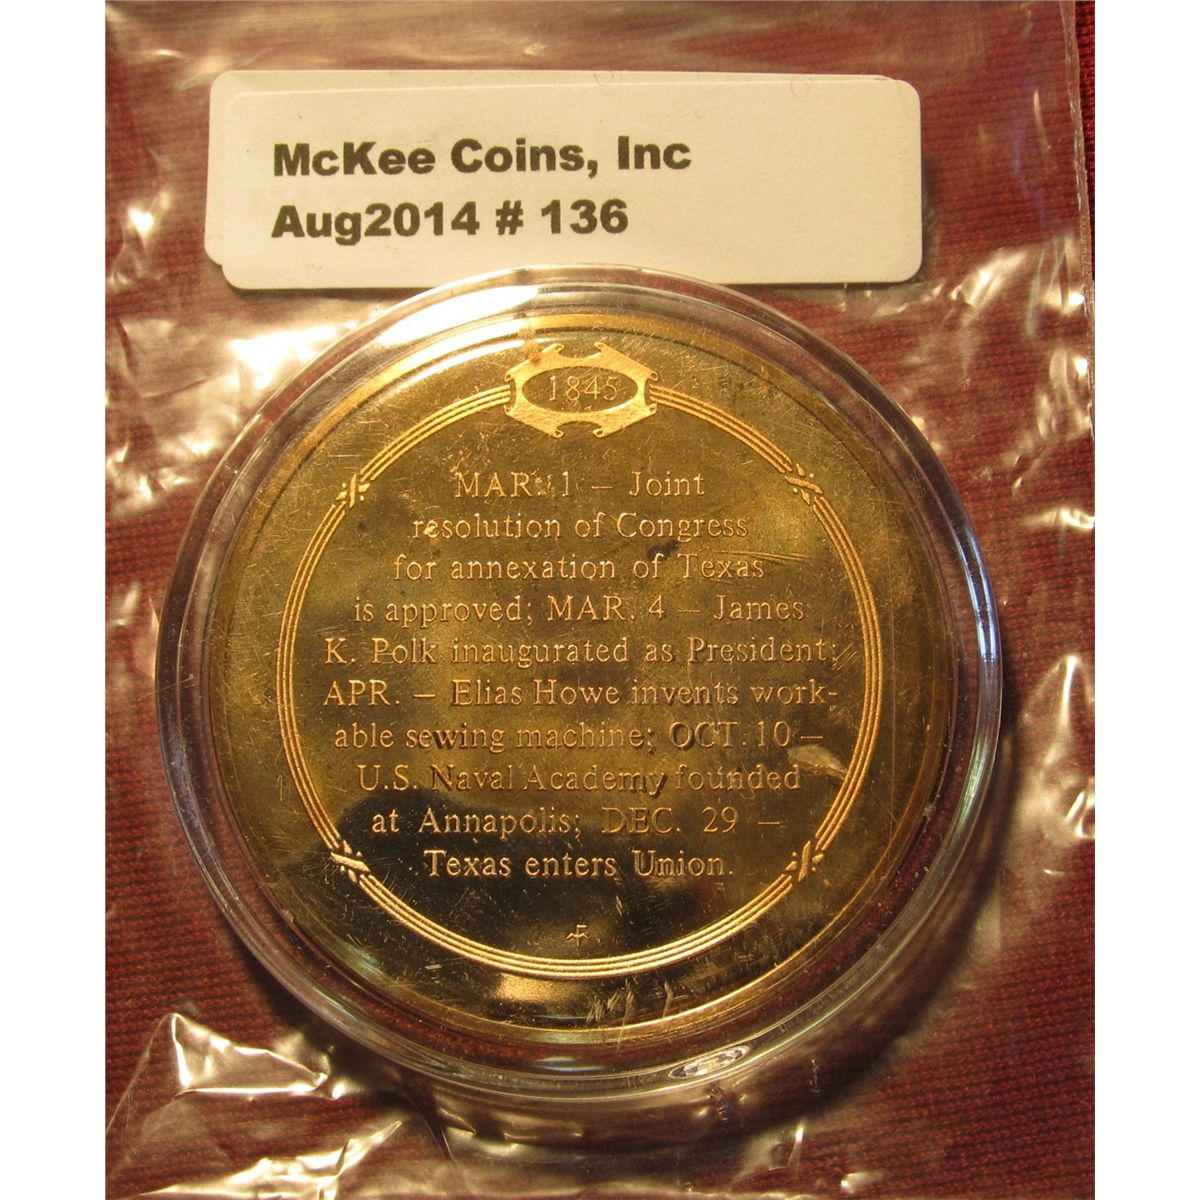 McKee Coins, Inc
Aug2014 # 136
1845
MAR. 1 – Joint
resolution of Congress
for annexation of Texas
is approved; MAR. 4 – James
K. Polk inaugurated as President;
APR. – Elias Howe invents work-
able sewing machine; OCT. 10 –
U.S. Naval Academy founded
at Annapolis; DEC. 29 –
Texas enters Union.